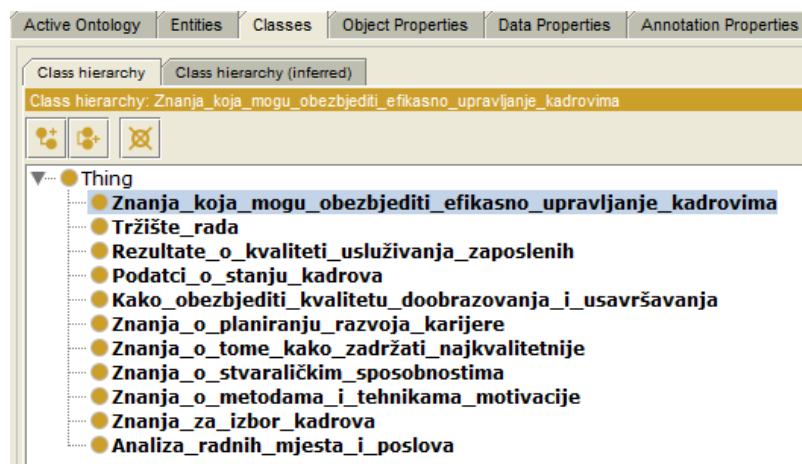 Active Ontology Entities Classes Object Properties Data Properties Annotation Properties
Class hierarchy Class hierarchy (inferred)
Class hierarchy: Znanja_koja_mogu_obezbjediti_efikasno_upravljanje_kadrovima
Thing
Znanja_koja_mogu_obezbjediti_efikasno_upravljanje_kadrovima
Tržište_rada
Rezultate_o_kvaliteti_usluživanja_zaposlenih
Podatci_o_stanju_kadrova
Kako_obezbjediti_kvalitetu_doobrazovanja_i_usavršavanja
Znanja_o_planiranju_razvoja_karijere
Znanja_o_tome_kako_zadržati_najkvalitetnije
Znanja_o_stvaralačkim_sposobnostima
Znanja_o_metodama_i_tehnikama_motivacije
Znanja_za_izbor_kadrova
Analiza_radnih_mjesta_i_poslova